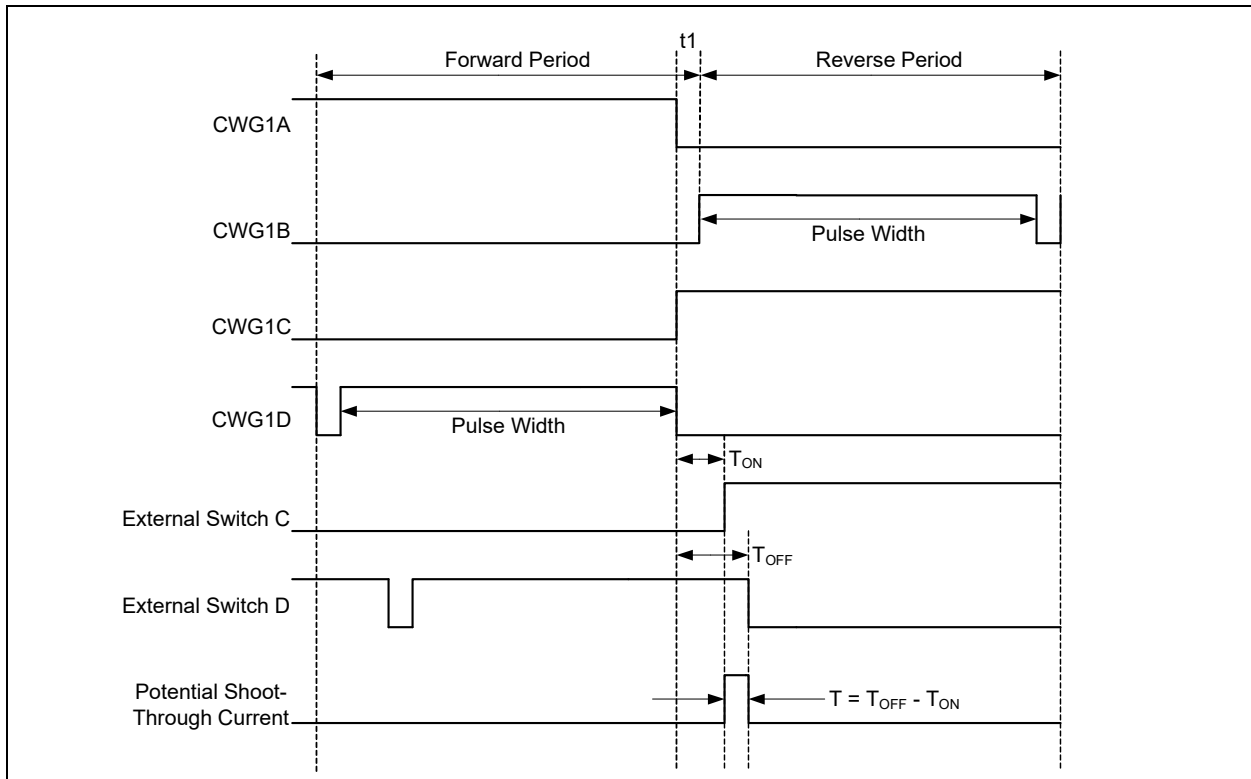 t1
Forward Period
Reverse Period
CWG1A
CWG1B
Pulse Width
CWG1C
CWG1D
Pulse Width
TON
External Switch C
TOFF
External Switch D
Potential Shoot-
Through Current
T = TOFF - TON